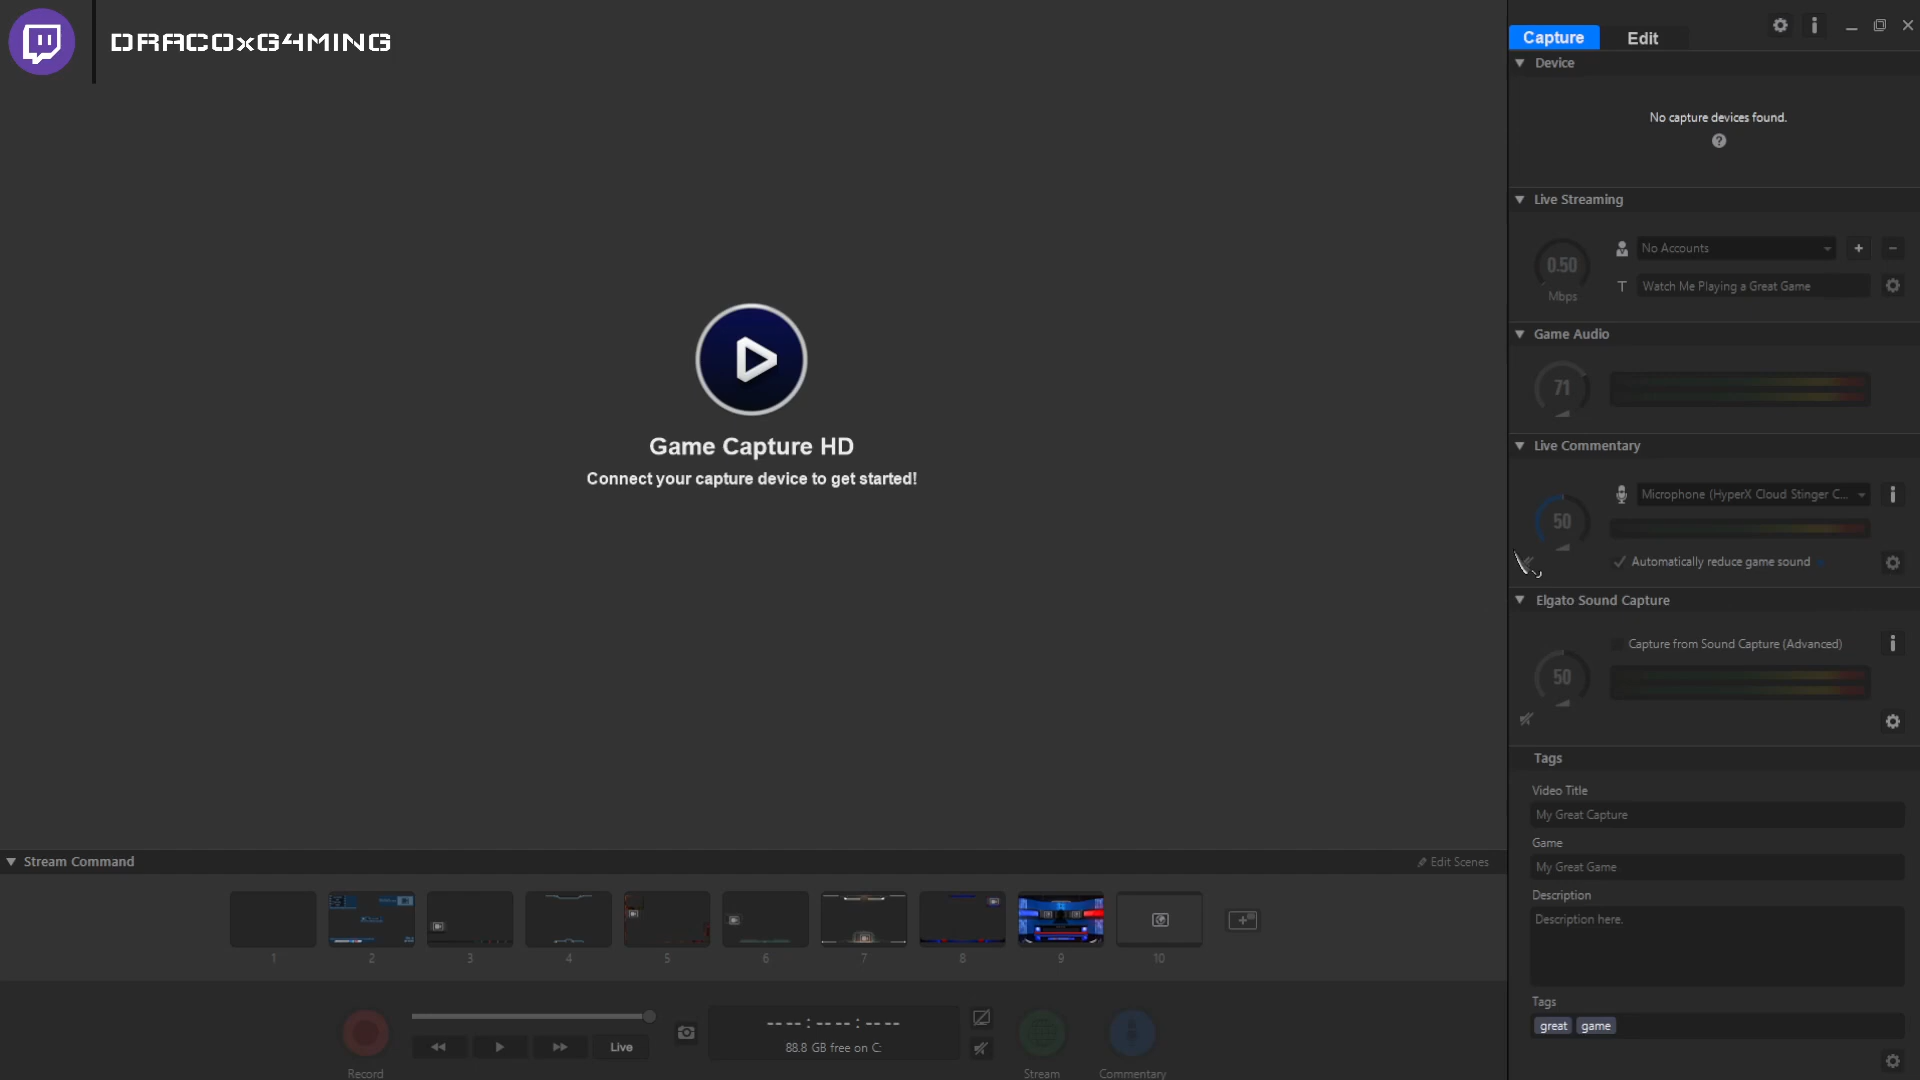 DRACOxG4MING
Capture
Edit
Device
No capture devices found.
Live Streaming
0.50
Mbps
No Accounts
T
Watch Me Playing a Great Game
Game Audio
71
Game Capture HD
Connect your capture device to get started!
Live Commentary
50
Microphone (HyperX Cloud Stinger C...
Automatically reduce game sound
Elgato Sound Capture
Capture from Sound Capture (Advanced)
50
Tags
Video Title
My Great Capture
Game
My Great Game
Description
Description here.
Tags
great game
Stream Command
Edit Scenes
1 2 3 4 5 6 7 8 9 10
Live
-- -- : -- -- : -- --
88.8 GB free on C:
Record
Stream
Commentary